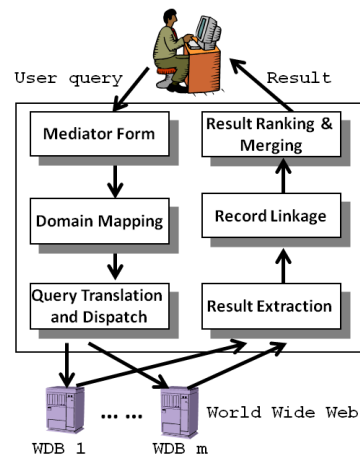 User query
Result
Mediator Form
Result Ranking &
Merging
Domain Mapping
Record Linkage
Query Translation
and Dispatch
Result Extraction
... ...
World Wide Web
WDB 1
WDB m